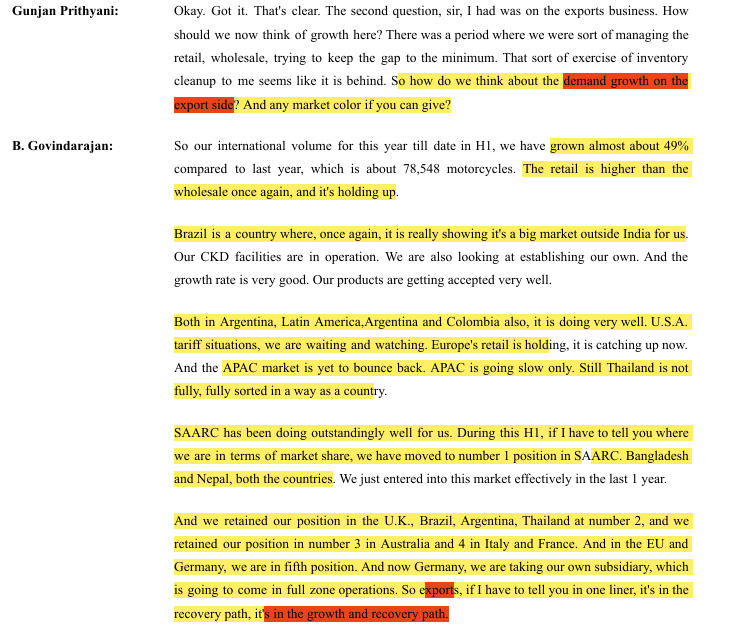 Gunjan Prithyani: Okay. Got it. That's clear. The second question, sir, I had was on the exports business. How
should we now think of growth here? There was a period where we were sort of managing the
retail, wholesale, trying to keep the gap to the minimum. That sort of exercise of inventory
cleanup to me seems like it is behind. So how do we think about the demand growth on the
export side? And any market color if you can give?
B. Govindarajan: So our international volume for this year till date in H1, we have grown almost about 49%
compared to last year, which is about 78,548 motorcycles. The retail is higher than the
wholesale once again, and it's holding up.
Brazil is a country where, once again, it is really showing it's a big market outside India for us.
Our CKD facilities are in operation. We are also looking at establishing our own. And the
growth rate is very good. Our products are getting accepted very well.
Both in Argentina, Latin America,Argentina and Colombia also, it is doing very well. U.S.A.
tariff situations, we are waiting and watching. Europe's retail is holding, it is catching up now.
And the APAC market is yet to bounce back. APAC is going slow only. Still Thailand is not
fully, fully sorted in a way as a country.
SAARC has been doing outstandingly well for us. During this H1, if I have to tell you where
we are in terms of market share, we have moved to number 1 position in SAARC. Bangladesh
and Nepal, both the countries. We just entered into this market effectively in the last 1 year.
And we retained our position in the U.K., Brazil, Argentina, Thailand at number 2, and we
retained our position in number 3 in Australia and 4 in Italy and France. And in the EU and
Germany, we are in fifth position. And now Germany, we are taking our own subsidiary, which
is going to come in full zone operations. So exports, if I have to tell you in one liner, it's in the
recovery path, it's in the growth and recovery path.